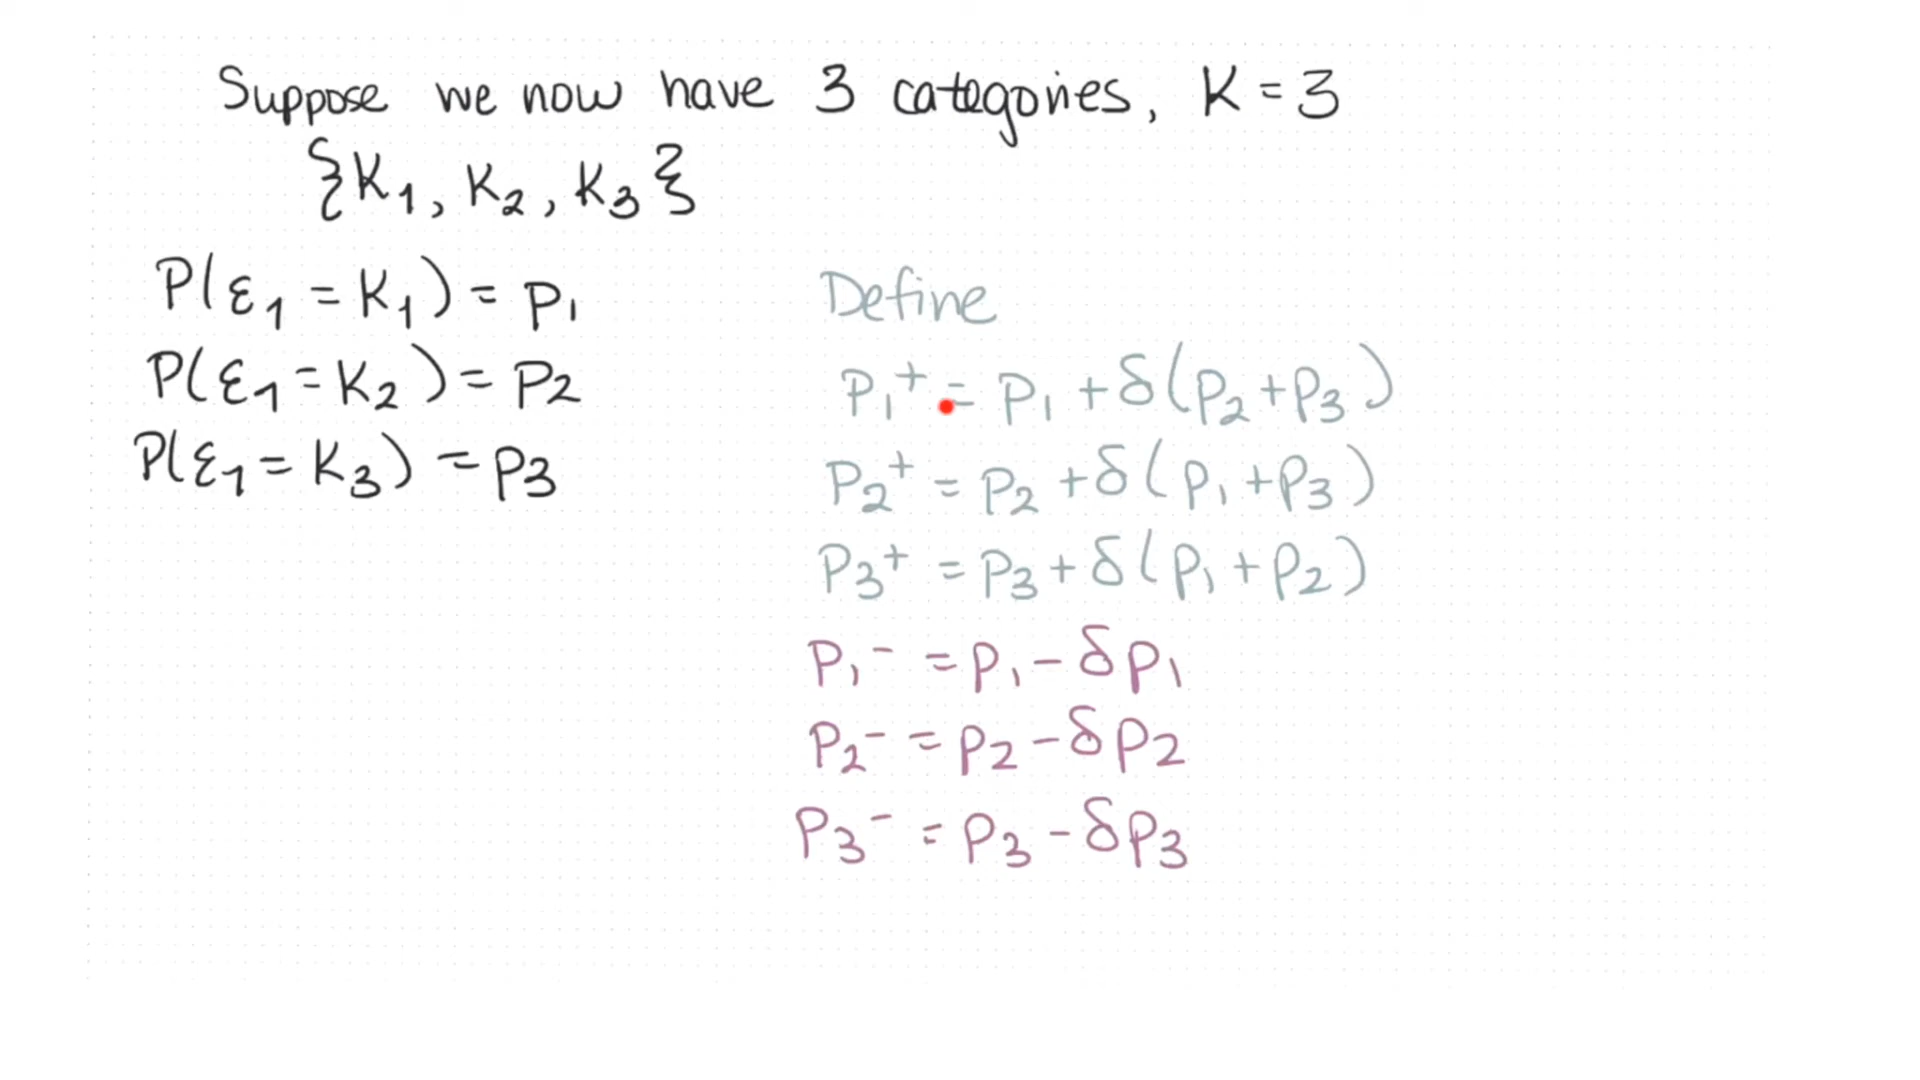 Suppose we now have 3 categories, K = 3
{K₁, K₂, K₃}
P(ε₁ = K₁) = p₁
P(ε₁ = K₂) = p₂
P(ε₁ = K₃) = p₃
Define
p₁⁺ = p₁ + δ(p₂ + p₃)
p₂⁺ = p₂ + δ(p₁ + p₃)
p₃⁺ = p₃ + δ(p₁ + p₂)
p₁⁻ = p₁ - δp₁
p₂⁻ = p₂ - δp₂
p₃⁻ = p₃ - δp₃